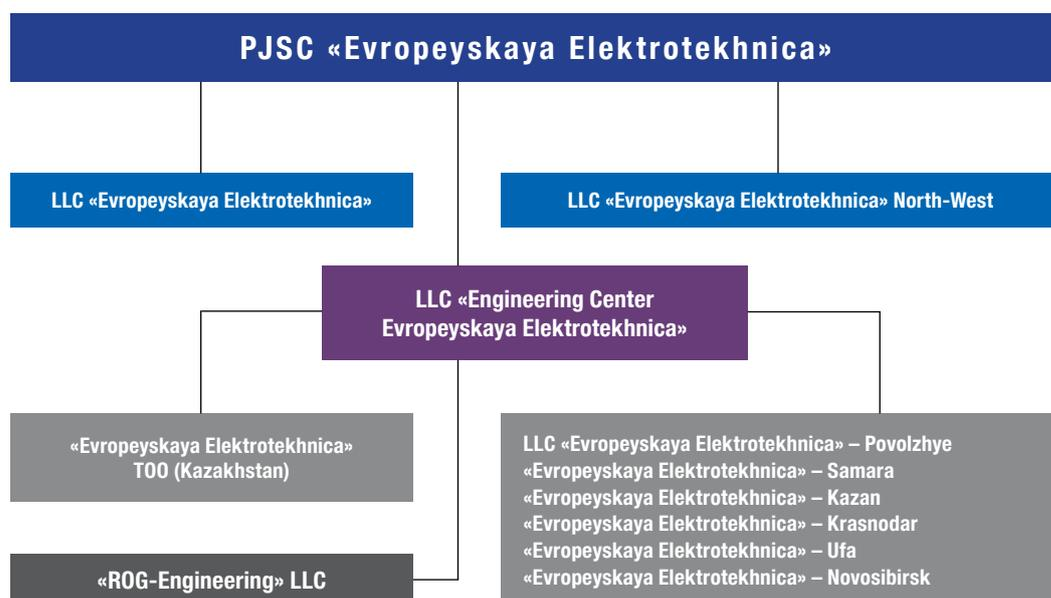 PJSC «Evropeyskaya Elektrotekhnica»
LLC «Evropeyskaya Elektrotekhnica»
LLC «Evropeyskaya Elektrotekhnica» North-West
LLC «Engineering Center
Evropeyskaya Elektrotekhnica»
«Evropeyskaya Elektrotekhnica»
TOO (Kazakhstan)
LLC «Evropeyskaya Elektrotekhnica» – Povolzhye
«Evropeyskaya Elektrotekhnica» – Samara
«Evropeyskaya Elektrotekhnica» – Kazan
«Evropeyskaya Elektrotekhnica» – Krasnodar
«Evropeyskaya Elektrotekhnica» – Ufa
«Evropeyskaya Elektrotekhnica» – Novosibirsk
«ROG-Engineering» LLC